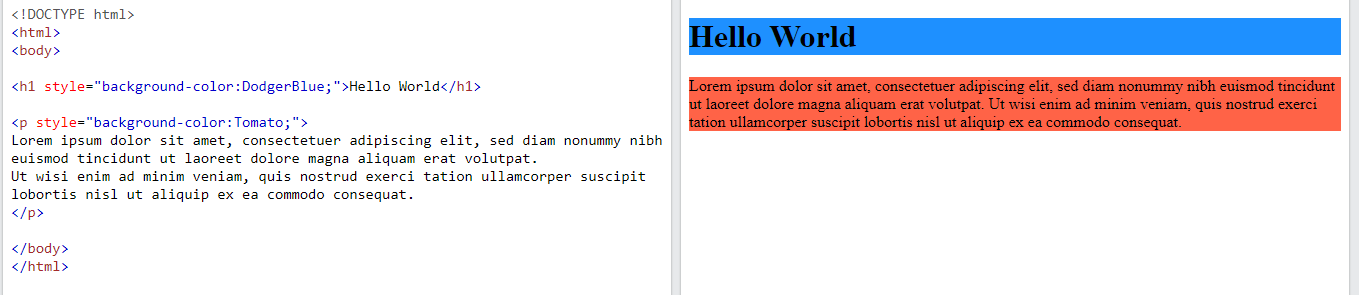 <!DOCTYPE html>
<html>
<body>
<h1 style="background-color:DodgerBlue;">Hello World</h1>
<p style="background-color:Tomato;">
Lorem ipsum dolor sit amet, consectetuer adipiscing elit, sed diam nonummy nibh
euismod tincidunt ut laoreet dolore magna aliquam erat volutpat.
Ut wisi enim ad minim veniam, quis nostrud exerci tation ullamcorper suscipit
lobortis nisl ut aliquip ex ea commodo consequat.
</p>
</body>
</html>
Hello World
Lorem ipsum dolor sit amet, consectetuer adipiscing elit, sed diam nonummy nibh euismod tincidunt
ut laoreet dolore magna aliquam erat volutpat. Ut wisi enim ad minim veniam, quis nostrud exerci
tation ullamcorper suscipit lobortis nisl ut aliquip ex ea commodo consequat.